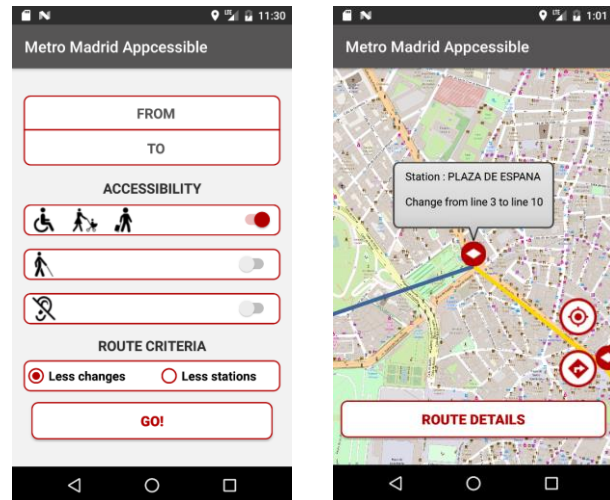 11:30
Metro Madrid Appcessible
FROM
TO
ACCESSIBILITY
ROUTE CRITERIA
Less changes
Less stations
GO!
1:01
Metro Madrid Appcessible
Station : PLAZA DE ESPANA
Change from line 3 to line 10
ROUTE DETAILS